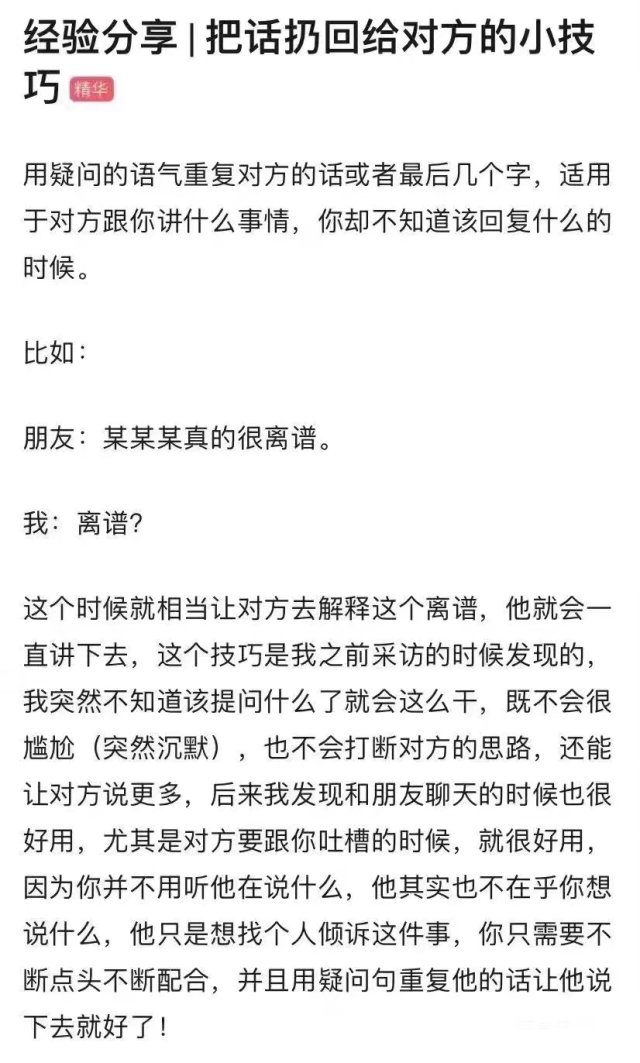 经验分享 | 把话扔回给对方的小技
巧 精华
用疑问的语气重复对方的话或者最后几个字，适用
于对方跟你讲什么事情，你却不知道该回复什么的
时候。
比如：
朋友：某某某真的很离谱。
我：离谱？
这个时候就相当让对方去解释这个离谱，他就会一
直讲下去，这个技巧是我之前采访的时候发现的，
我突然不知道该提问什么了就会这么干，既不会很
尴尬（突然沉默），也不会打断对方的思路，还能
让对方说更多，后来我发现和朋友聊天的时候也很
好用，尤其是对方要跟你吐槽的时候，就很好用，
因为你并不用听他在说什么，他其实也不在乎你想
说什么，他只是想找个人倾诉这件事，你只需要不
断点头不断配合，并且用疑问句重复他的话让他说
下去就好了！